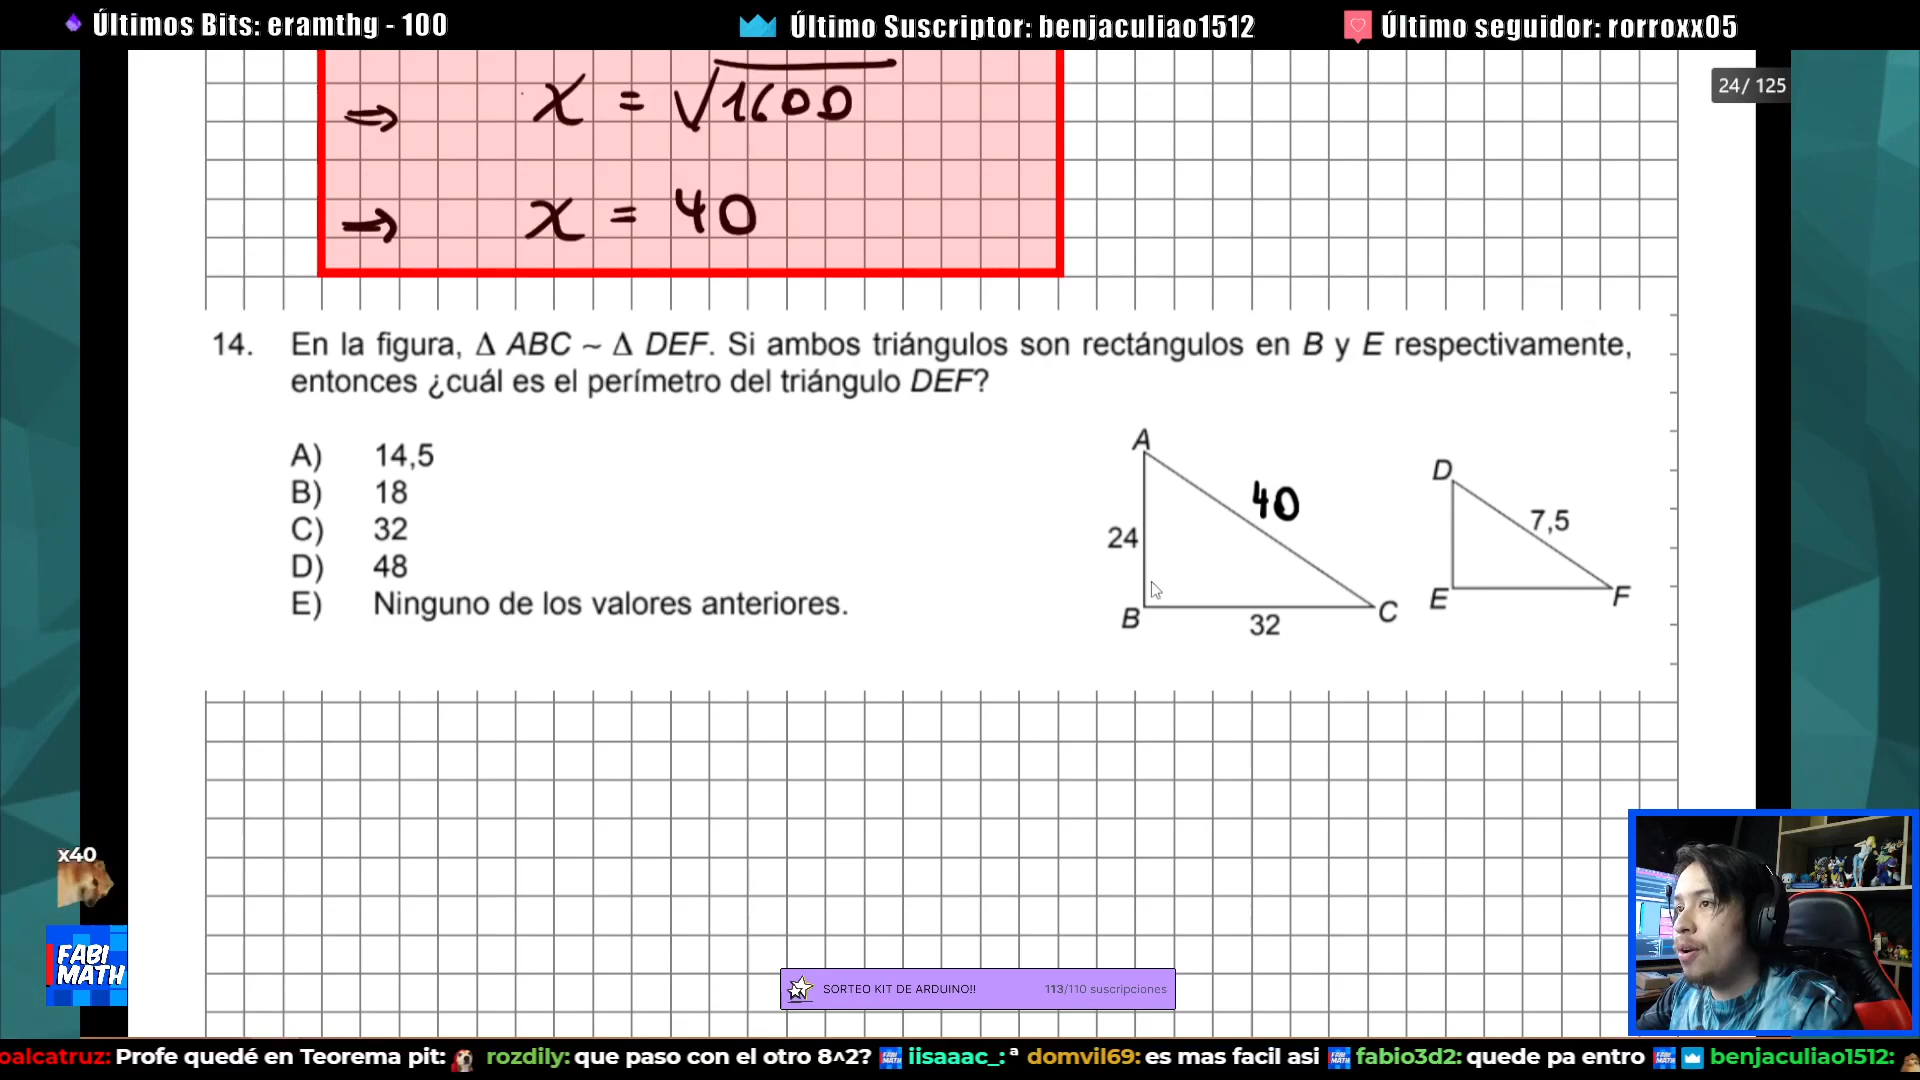 Últimos Bits: eramthg - 100
Último Suscriptor: benjaculiao1512
Último seguidor: rorroxx05
24/ 125
⇒ x = √1600
→ x = 40
14. En la figura, Δ ABC ~ Δ DEF. Si ambos triángulos son rectángulos en B y E respectivamente,
entonces ¿cuál es el perímetro del triángulo DEF?
A) 14,5
B) 18
C) 32
D) 48
E) Ninguno de los valores anteriores.
A
40
24
B
32
C
D
7,5
E
F
x40
FABI
MATH
SORTEO KIT DE ARDUINO!! 113/110 suscripciones
oalcatruz: Profe quedé en Teorema pit: rozdily: que paso con el otro 8^2? iisaaac_: ª domvil69: es mas facil asi fabio3d2: quede pa entro benjaculiao1512: